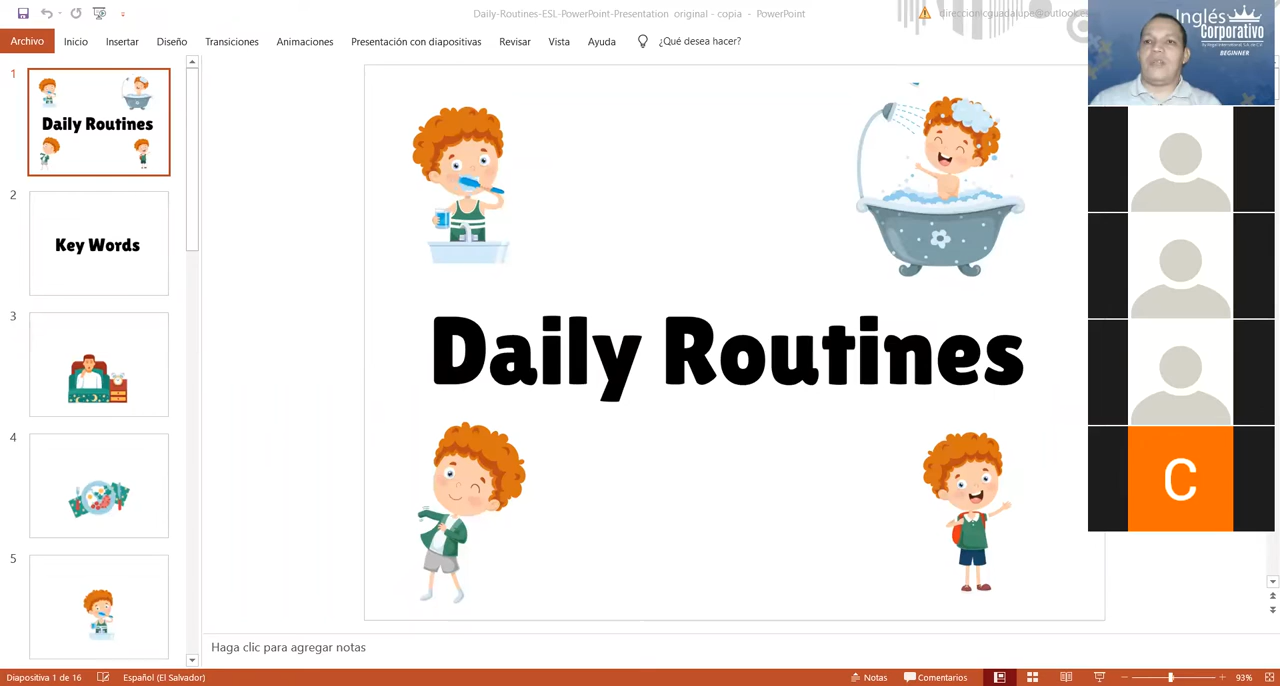 Daily-Routines-ESL-PowerPoint-Presentation original - copia - PowerPoint
Archivo Inicio Insertar Diseño Transiciones Animaciones Presentación con diapositivas Revisar Vista Ayuda ¿Qué desea hacer?
Inglés
Corporativo
BEGINNER
1
Daily Routines
2
Key Words
3
4
5
Daily Routines
C
Haga clic para agregar notas
Diapositiva 1 de 16 Español (El Salvador) Notas Comentarios 93%